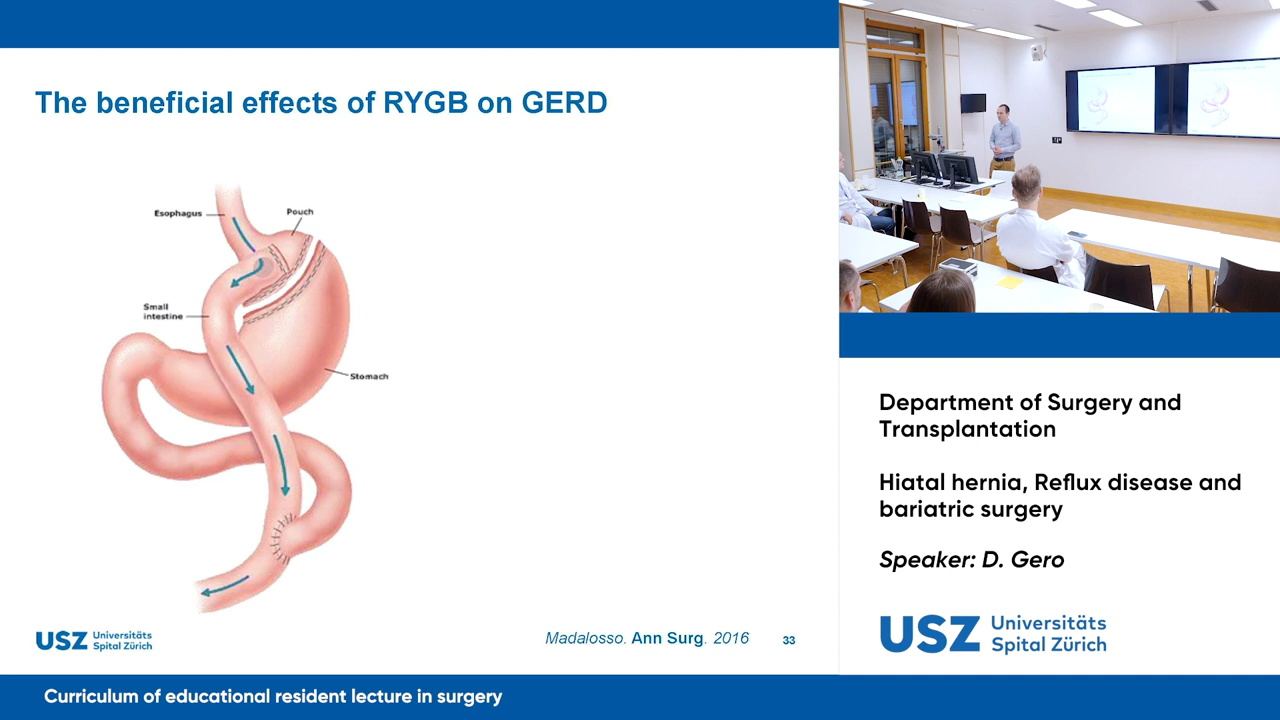 The beneficial effects of RYGB on GERD
Esophagus
Pouch
Small
intestine
Stomach
USZ Universitäts
Spital Zürich
Madalosso. Ann Surg. 2016
33
Department of Surgery and
Transplantation
Hiatal hernia, Reflux disease and
bariatric surgery
Speaker: D. Gero
USZ Universitäts
Spital Zürich
Curriculum of educational resident lecture in surgery